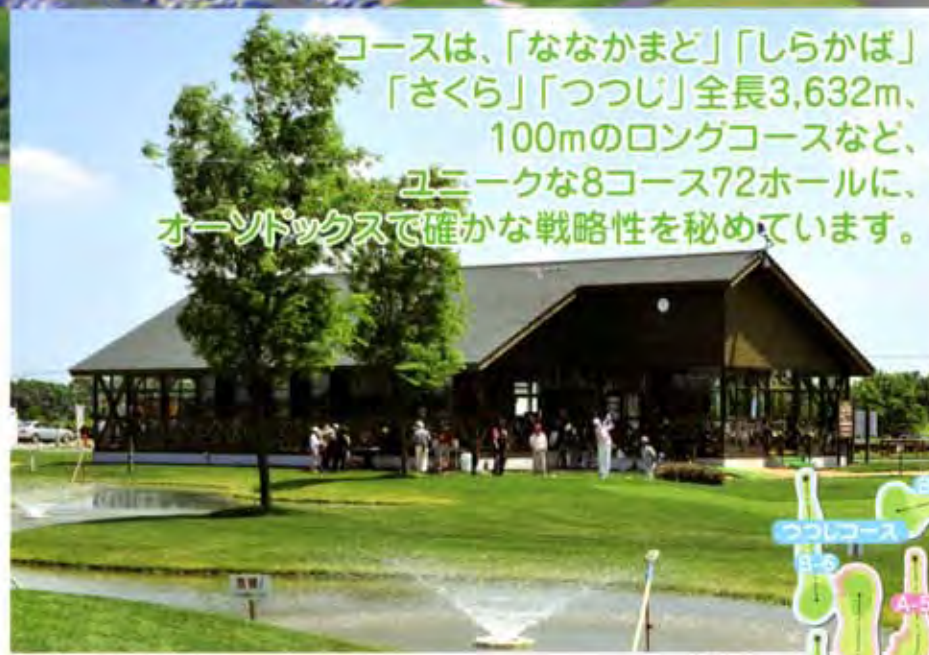 コースは、「ななかまど」「しらかば」
「さくら」「つつじ」全長3,632m、
100mのロングコースなど、
ユニークな8コース72ホールに、
オーソドックスで確かな戦略性を秘めています。
つつじコース
B-6
A-5